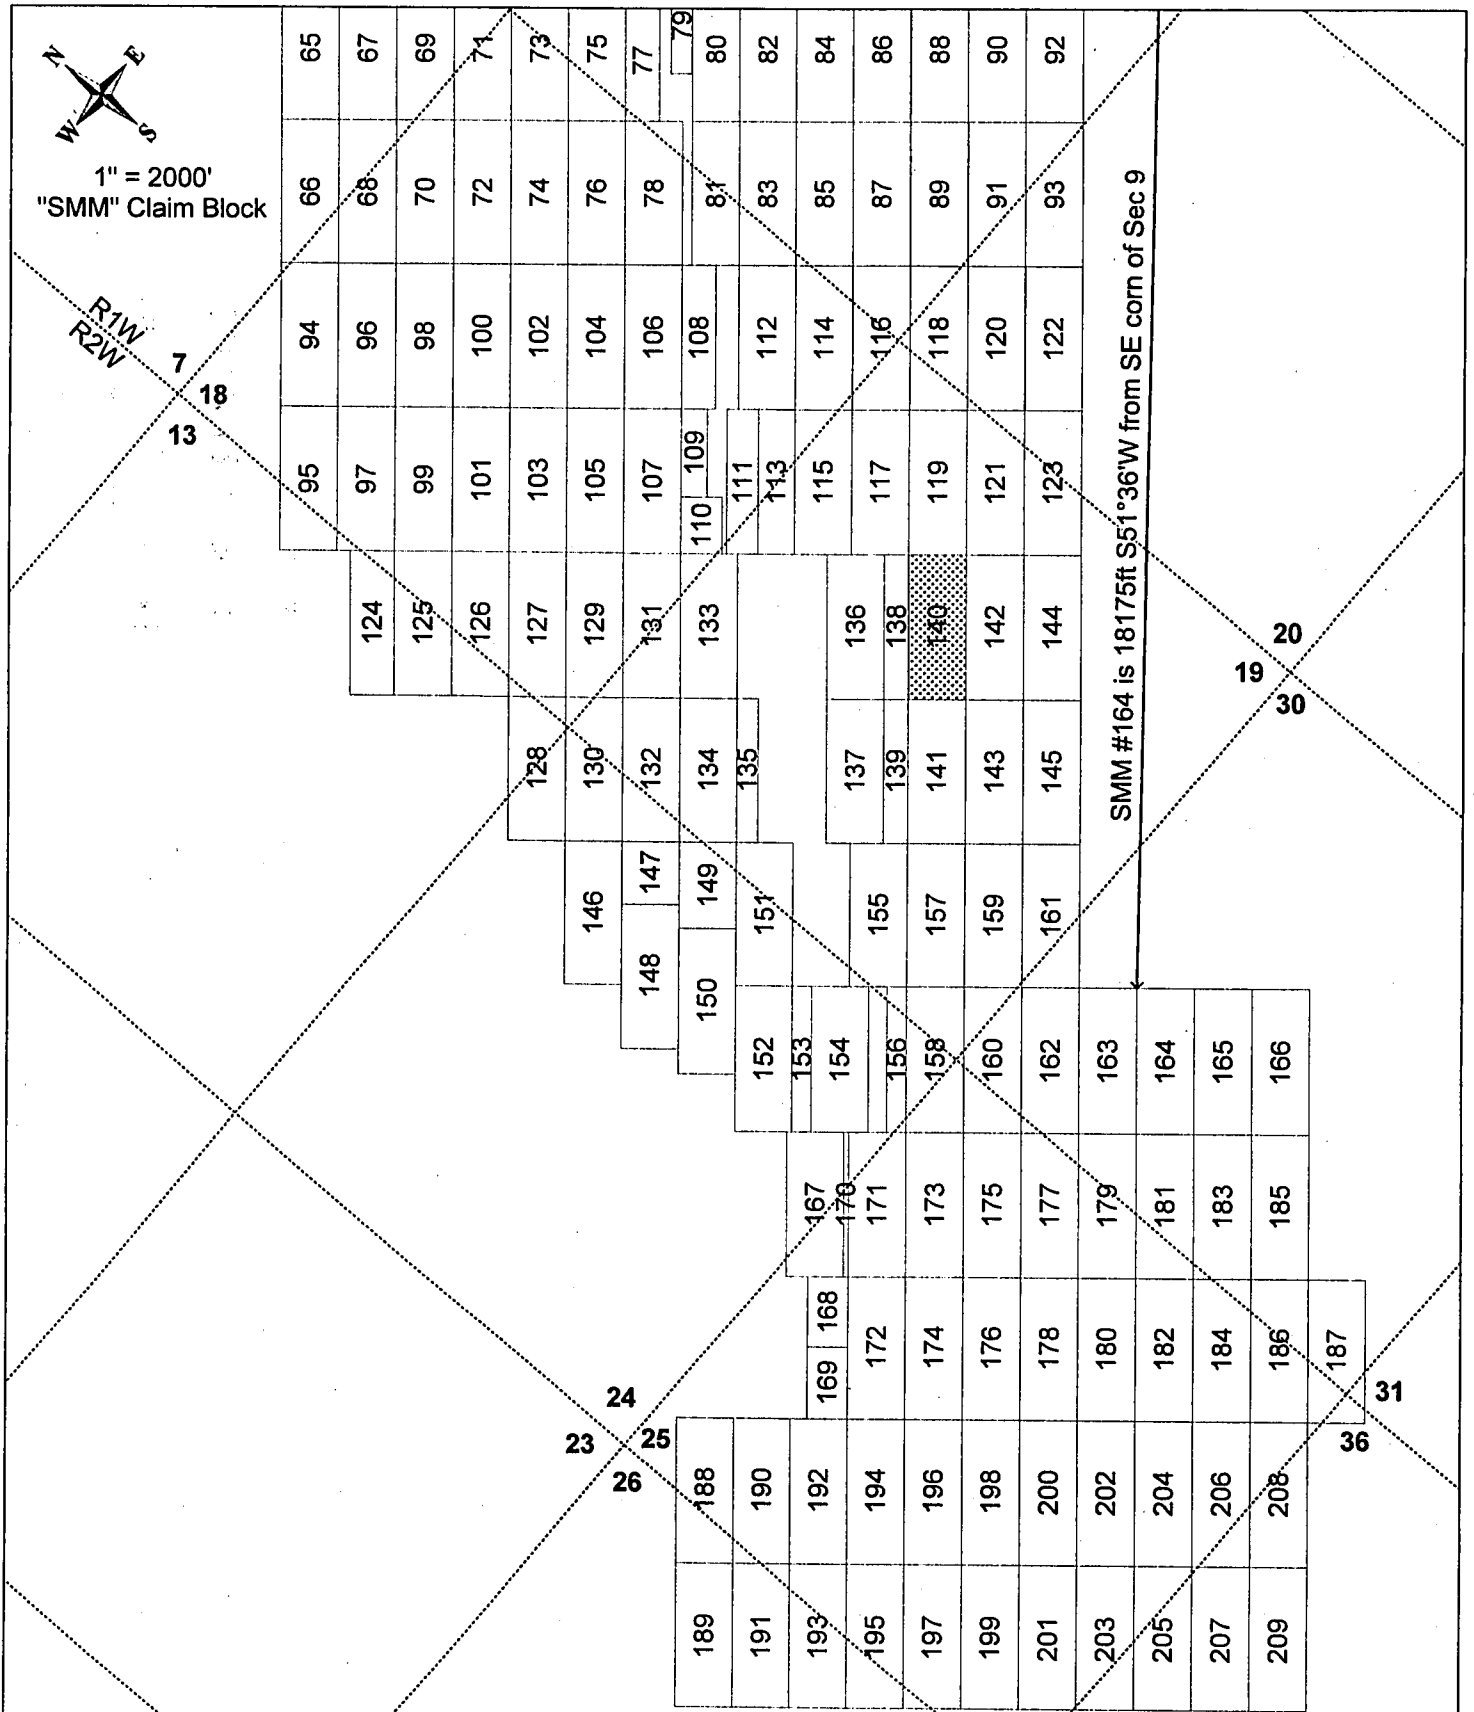 N E
W S
1" = 2000'
"SMM" Claim Block
65 67 69 71 73 75 77 79 80 82 84 86 88 90 92
66 68 70 72 74 76 78 81 83 85 87 89 91 93
R1W
R2W
7
18
13
94 96 98 100 102 104 106 108 112 114 116 118 120 122
95 97 99 101 103 105 107 109 110 111 113 115 117 119 121 123
SMM #164 is 18175ft S51°36'W from SE corn of Sec 9
124 125 126 127 129 131 133 136 138 140 142 144
20
19
30
128 130 132 134 135 137 139 141 143 145
146 147 148 149 150 151 155 157 159 161
152 153 154 156 158 160 162 163 164 165 166
167 170 171 173 175 177 179 181 183 185
168 169 172 174 176 178 180 182 184 186 187
24
23
25
26
31
36
188 190 192 194 196 198 200 202 204 206 208
189 191 193 195 197 199 201 203 205 207 209